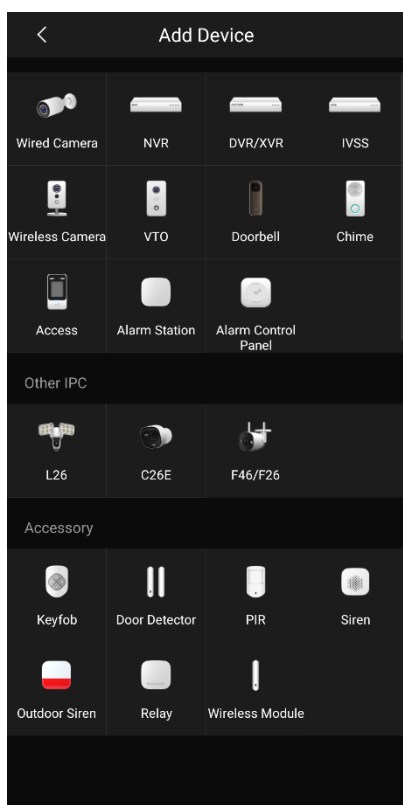 Add Device
Wired Camera
NVR
DVR/XVR
IVSS
Wireless Camera
VTO
Doorbell
Chime
Access
Alarm Station
Alarm Control
Panel
Other IPC
L26
C26E
F46/F26
Accessory
Keyfob
Door Detector
PIR
Siren
Outdoor Siren
Relay
Wireless Module